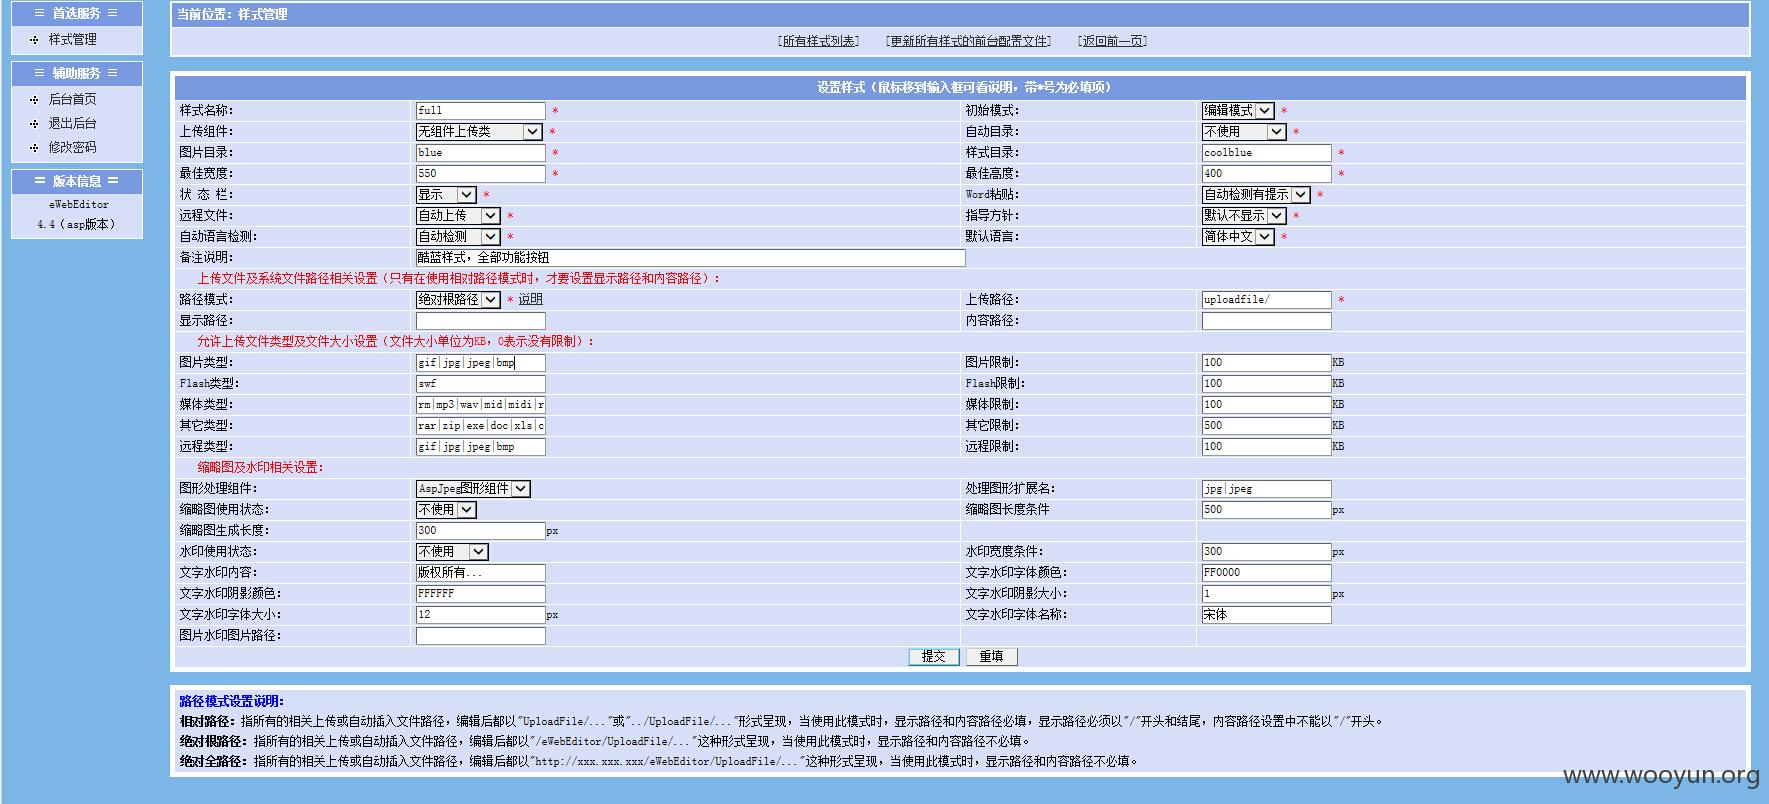 ≡ 首选服务 ≡
样式管理
≡ 辅助服务 ≡
后台首页
退出后台
修改密码
= 版本信息 =
eWebEditor
4.4（asp版本）
当前位置：样式管理
[所有样式列表] [更新所有样式的前台配置文件] [返回前一页]
设置样式（鼠标移到输入框可看说明，带*号为必填项）
样式名称： full * 初始模式： 编辑模式 *
上传组件： 无组件上传类 * 自动目录： 不使用 *
图片目录： blue * 样式目录： coolblue *
最佳宽度： 550 * 最佳高度： 400 *
状 态 栏： 显示 * Word粘贴： 自动检测有提示 *
远程文件： 自动上传 * 指导方针： 默认不显示 *
自动语言检测： 自动检测 * 默认语言： 简体中文 *
备注说明： 酷蓝样式，全部功能按钮
上传文件及系统文件路径相关设置（只有在使用相对路径模式时，才要设置显示路径和内容路径）：
路径模式： 绝对根路径 * 说明 上传路径： uploadfile/ *
显示路径： 内容路径：
允许上传文件类型及文件大小设置（文件大小单位为KB，0表示没有限制）：
图片类型： gif|jpg|jpeg|bmp 图片限制： 100 KB
Flash类型： swf Flash限制： 100 KB
媒体类型： rm|mp3|wav|mid|midi|r 媒体限制： 100 KB
其它类型： rar|zip|exe|doc|xls|c 其它限制： 500 KB
远程类型： gif|jpg|jpeg|bmp 远程限制： 100 KB
缩略图及水印相关设置：
图形处理组件： AspJpeg图形组件 处理图形扩展名： jpg|jpeg
缩略图使用状态： 不使用 缩略图长度条件 500 px
缩略图生成长度： 300 px
水印使用状态： 不使用 水印宽度条件： 300 px
文字水印内容： 版权所有... 文字水印字体颜色： FF0000
文字水印阴影颜色： FFFFFF 文字水印阴影大小： 1 px
文字水印字体大小： 12 px 文字水印字体名称： 宋体
图片水印图片路径：
提交 重填
路径模式设置说明：
相对路径：指所有的相关上传或自动插入文件路径，编辑后都以"UploadFile/..."或"../UploadFile/..."形式呈现，当使用此模式时，显示路径和内容路径必填，显示路径必须以"/"开头和结尾，内容路径设置中不能以"/"开头。
绝对根路径：指所有的相关上传或自动插入文件路径，编辑后都以"/eWebEditor/UploadFile/..."这种形式呈现，当使用此模式时，显示路径和内容路径不必填。
绝对全路径：指所有的相关上传或自动插入文件路径，编辑后都以"http://xxx.xxx.xxx/eWebEditor/UploadFile/..."这种形式呈现，当使用此模式时，显示路径和内容路径不必填。
www.wooyun.org